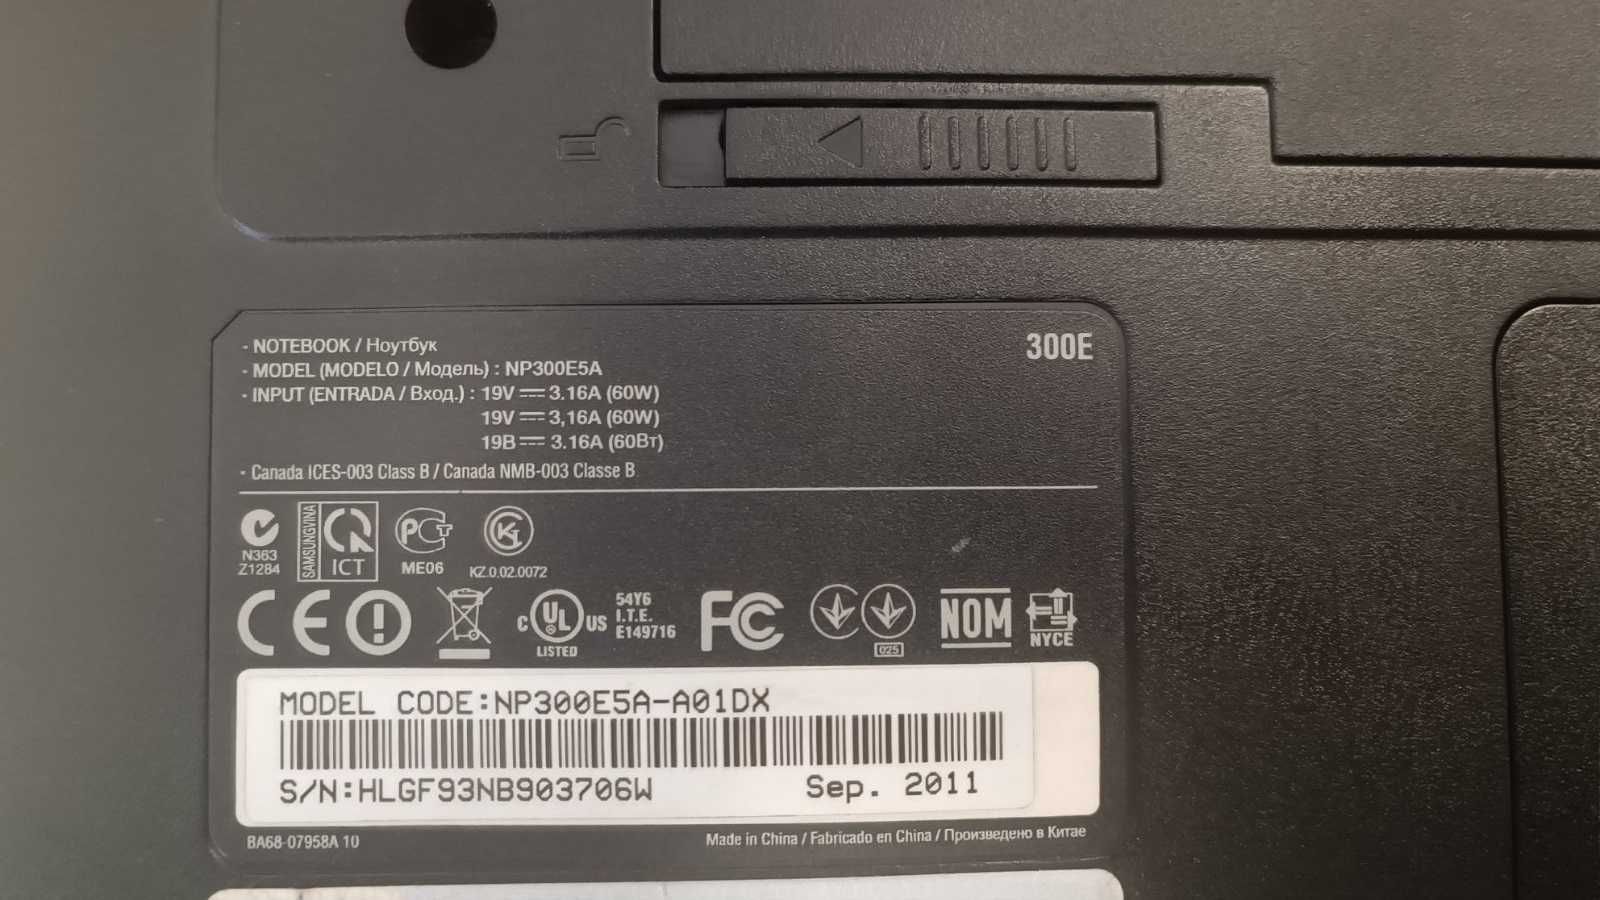 · NOTEBOOK / Ноутбук
300E
· MODEL (MODELO / Модель) : NP300E5A
· INPUT (ENTRADA / Вход.) : 19V 3.16A (60W)
19V 3,16A (60W)
19В 3.16A (60Вт)
· Canada ICES-003 Class B / Canada NMB-003 Classe B
N363
Z1284
SAMSUNGVINA
ICT
РСТ
ME06
KZ.0.02.0072
CE
C UL US
LISTED
54Y6
I.T.E.
E149716
FC
025
NOM
NYCE
MODEL CODE:NP300E5A-A01DX
S/N:HLGF93NB903706W
Sep. 2011
BA68-07958A 10
Made in China / Fabricado en China / Произведено в Китае